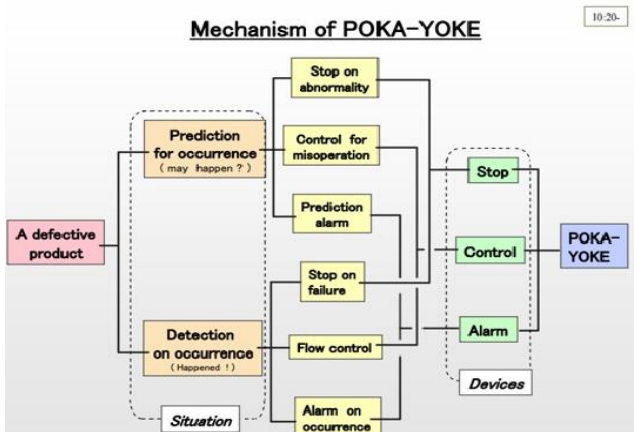 10:20-
Mechanism of POKA-YOKE
Stop on
abnormality
Prediction
for occurrence
( may happen ? )
Control for
misoperation
Stop
Prediction
alarm
A defective
product
Control
POKA-
YOKE
Stop on
failure
Detection
on occurrence
(Happened !)
Alarm
Flow control
Devices
Situation
Alarm on
occurrence